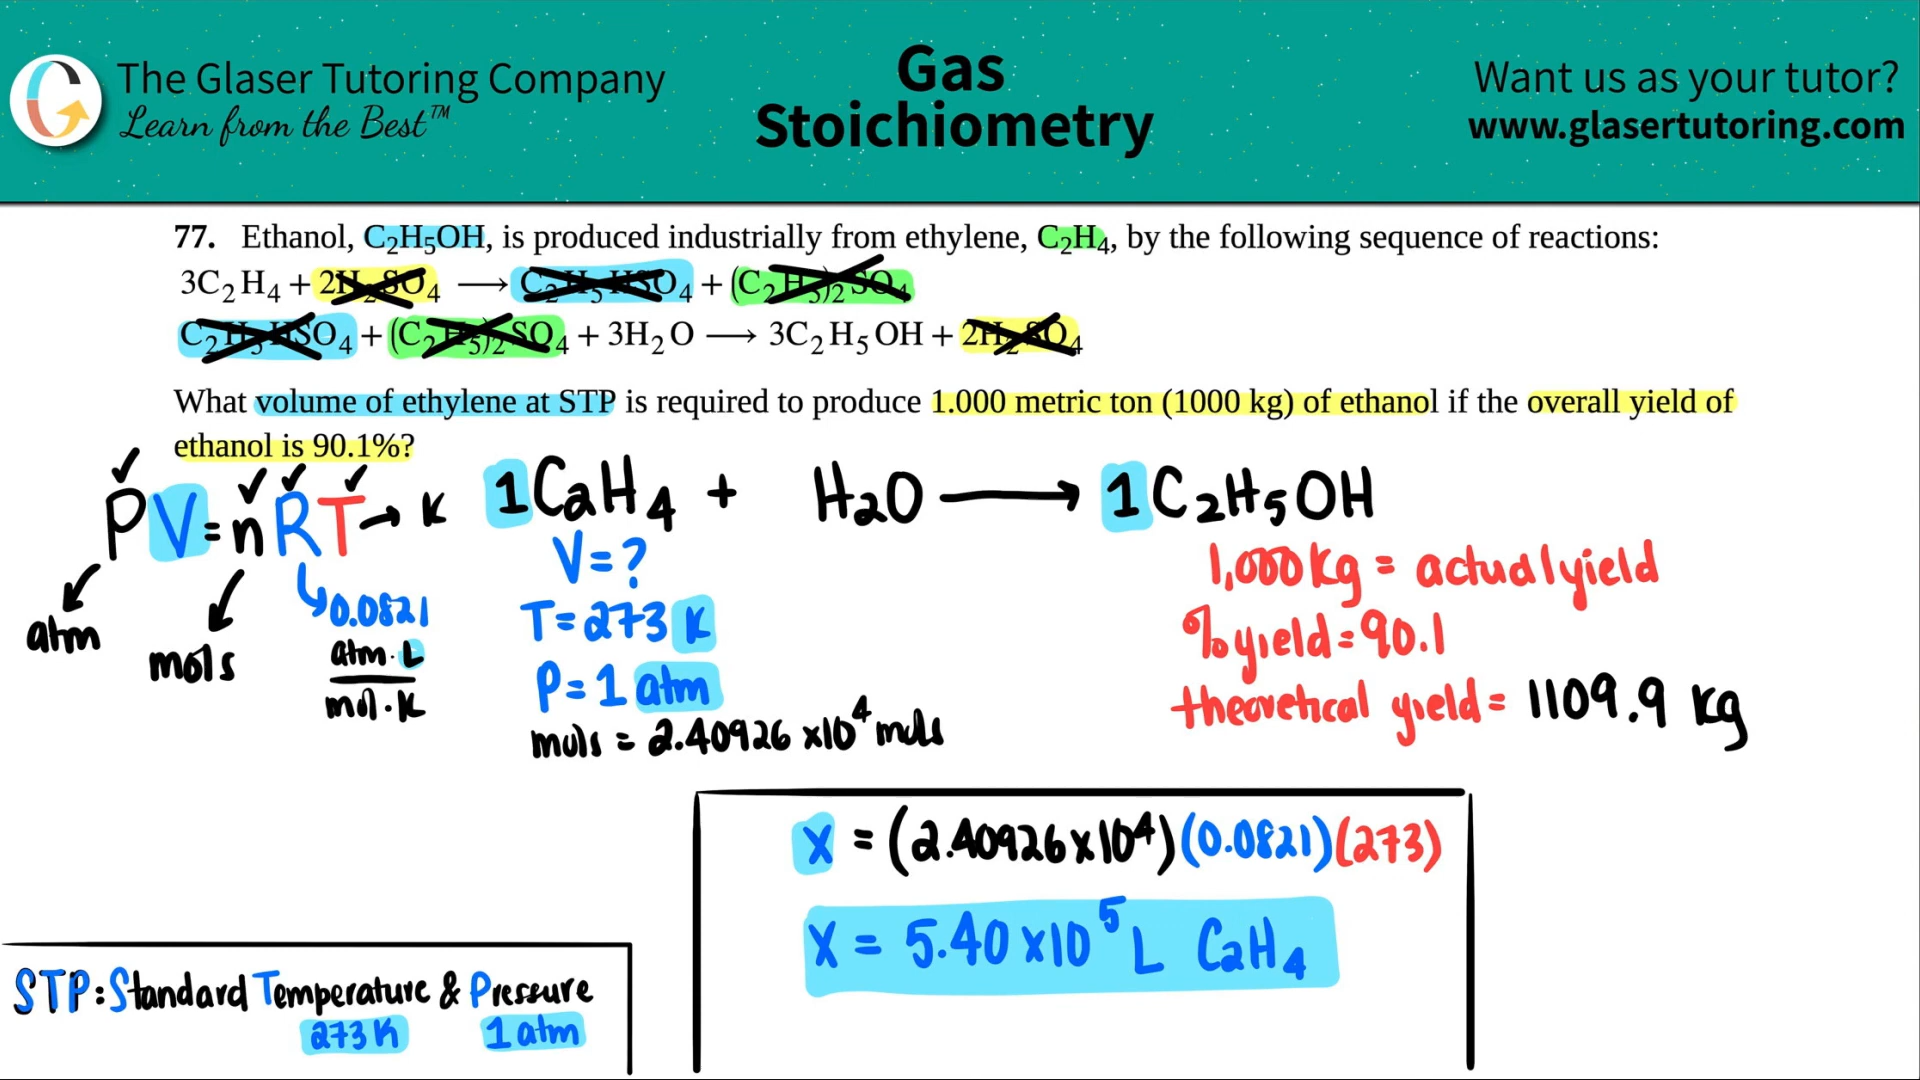 The Glaser Tutoring Company
Learn from the Best™
Gas
Stoichiometry
Want us as your tutor?
www.glasertutoring.com
77. Ethanol, C₂H₅OH, is produced industrially from ethylene, C₂H₄, by the following sequence of reactions:
3C₂H₄ + 2H₂SO₄ ⟶ C₂H₅HSO₄ + (C₂H₅)₂SO₄
C₂H₅HSO₄ + (C₂H₅)₂SO₄ + 3H₂O ⟶ 3C₂H₅OH + 2H₂SO₄
What volume of ethylene at STP is required to produce 1.000 metric ton (1000 kg) of ethanol if the overall yield of
ethanol is 90.1%?
PV = nRT → K
atm
mols
0.0821
atm·L
mol·K
1C₂H₄ + H₂O ⟶ 1C₂H₅OH
V = ?
T = 273 K
P = 1 atm
mols = 2.40926 x10⁴ mols
1,000 kg = actual yield
% yield = 90.1
theoretical yield = 1109.9 kg
X = (2.40926x10⁴)(0.0821)(273)
X = 5.40 x10⁵ L C₂H₄
STP: Standard Temperature & Pressure
273 K 1 atm